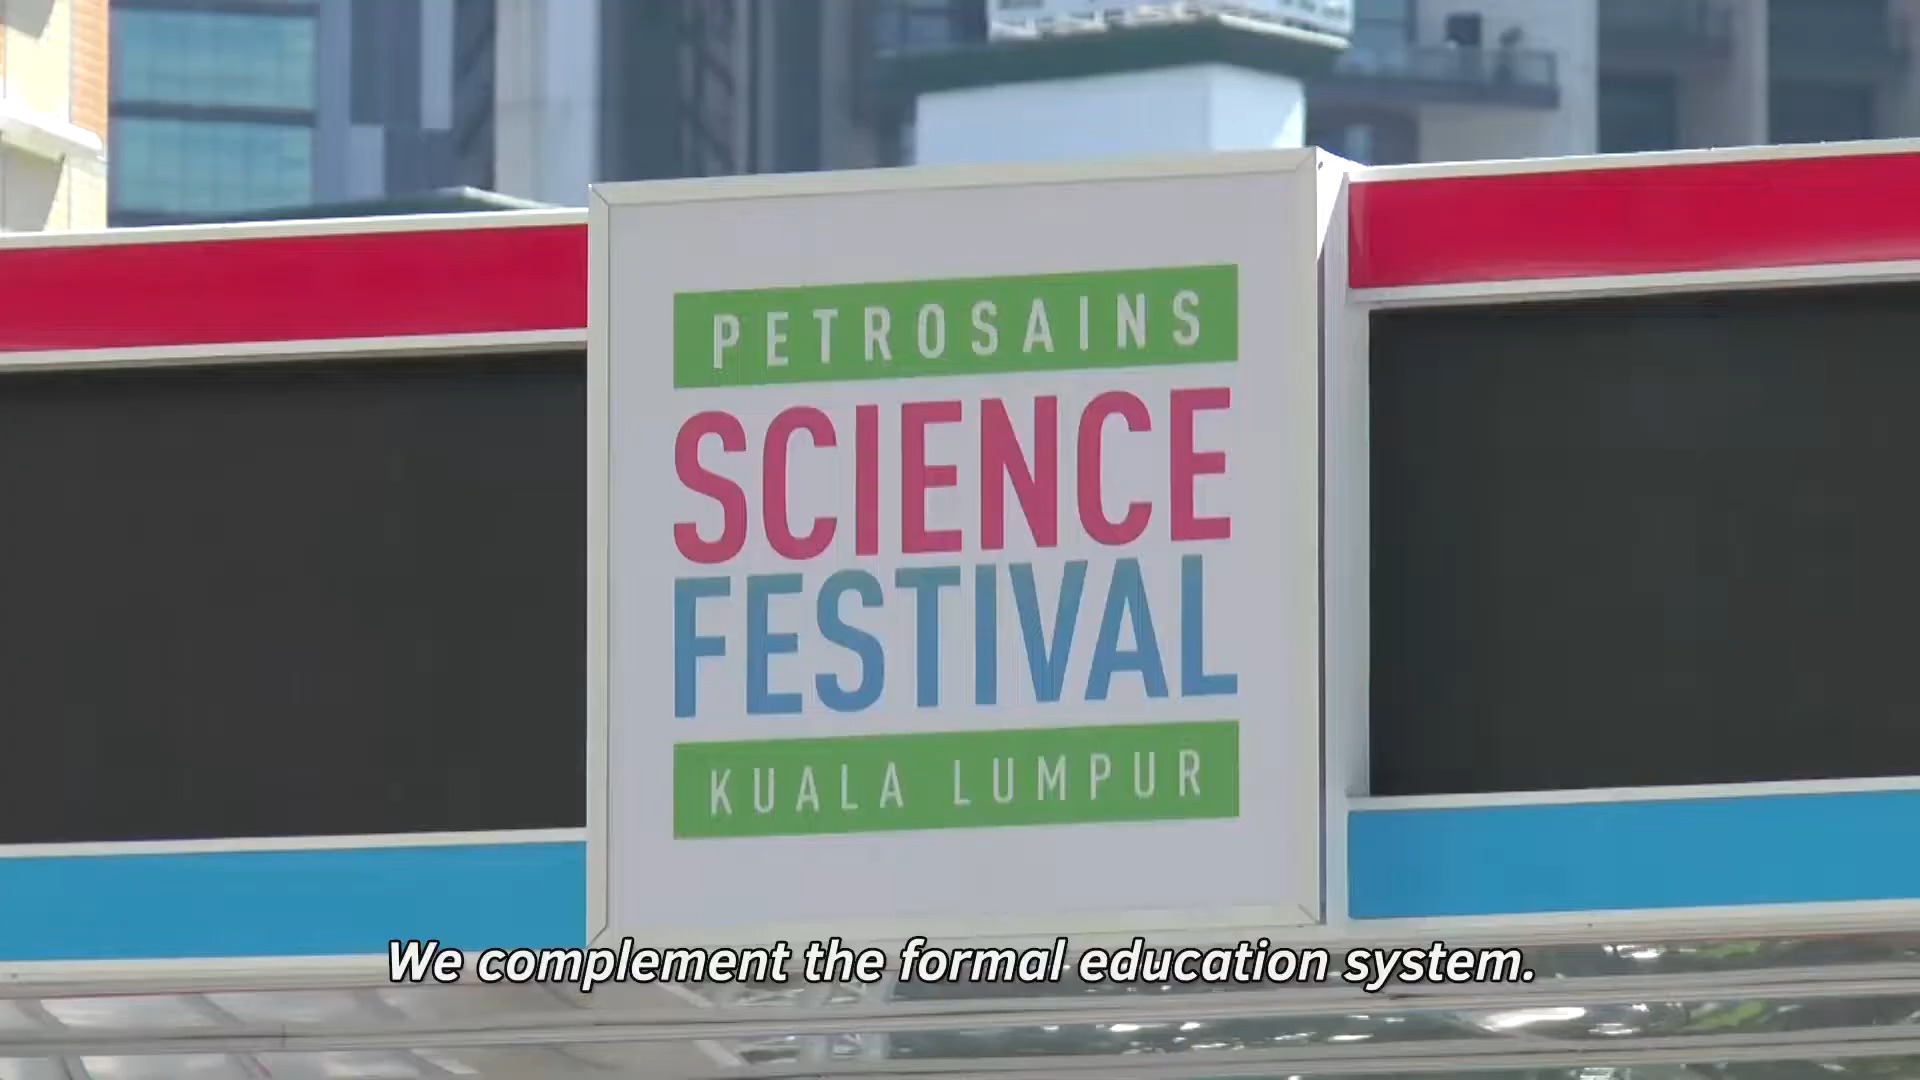 PETROSAINS
SCIENCE
FESTIVAL
KUALA LUMPUR
We complement the formal education system.